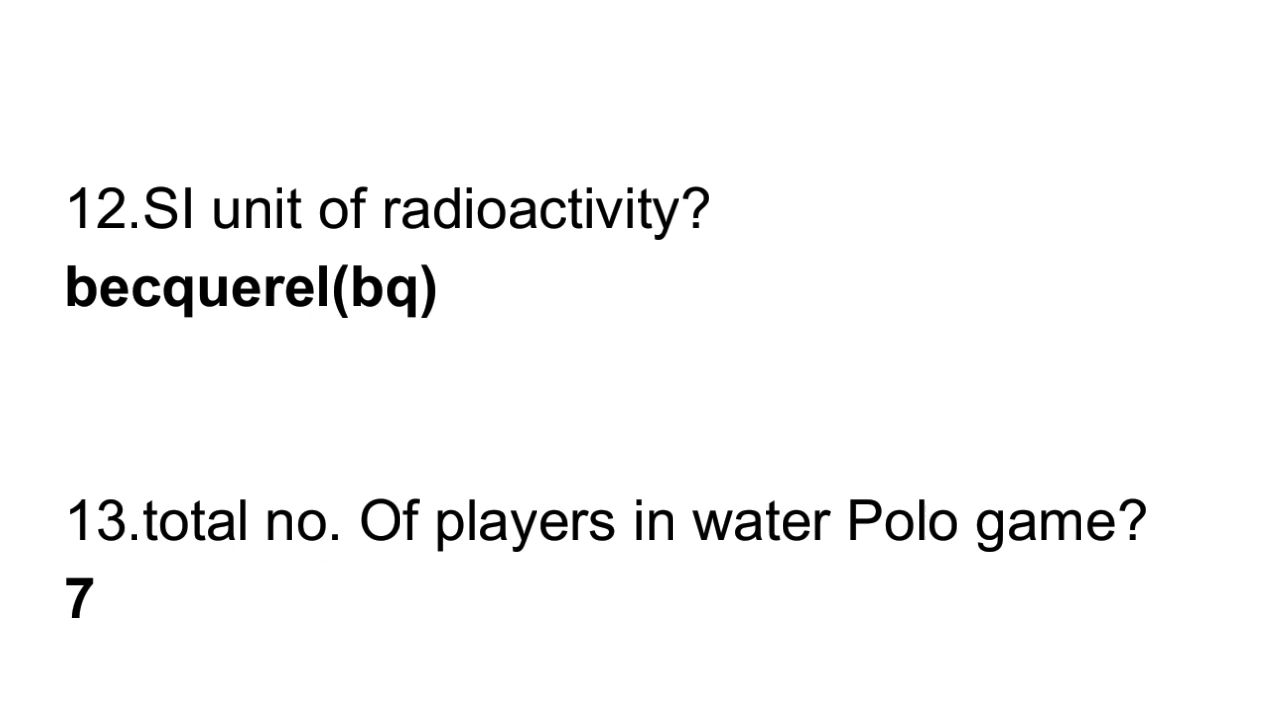 12.SI unit of radioactivity?
becquerel(bq)
13.total no. Of players in water Polo game?
7